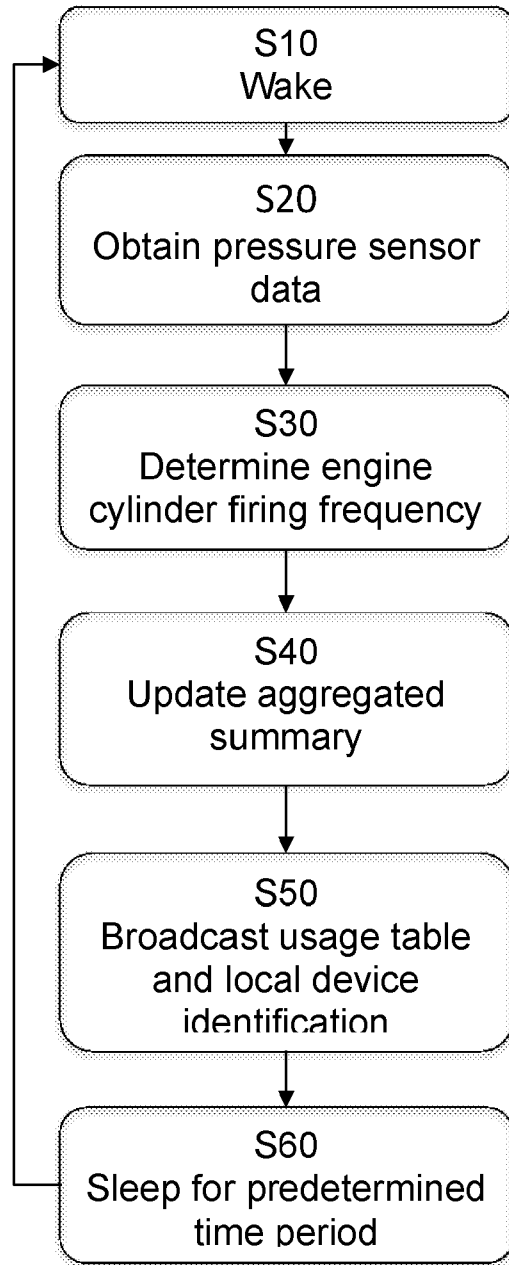 S10
Wake
S20
Obtain pressure sensor
data
S30
Determine engine
cylinder firing frequency
S40
Update aggregated
summary
S50
Broadcast usage table
and local device
identification
S60
Sleep for predetermined
time period